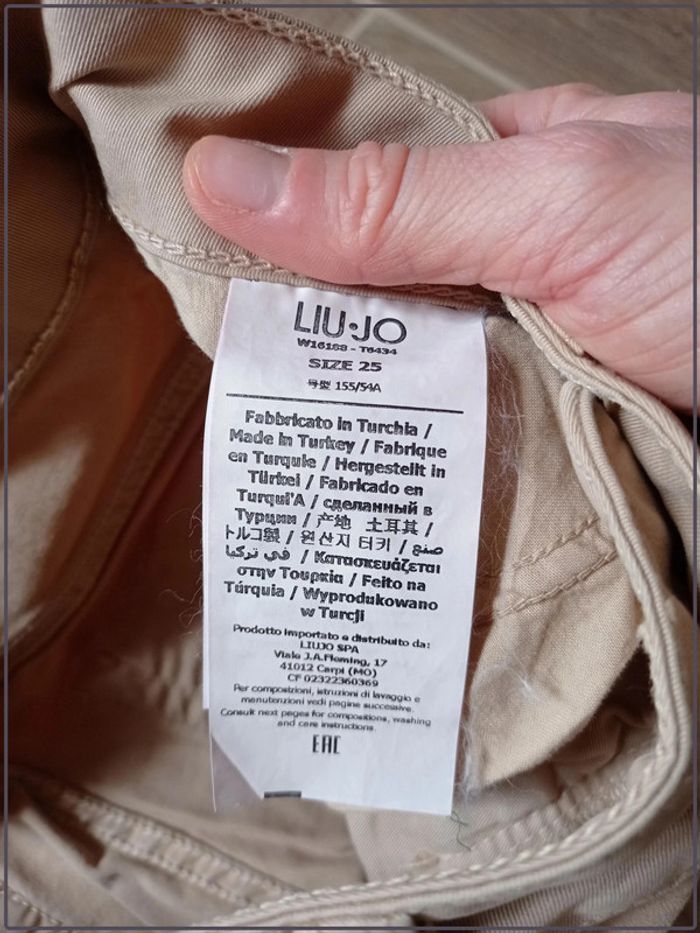 LIU·JO
W16188 - T6434
SIZE 25
号型 155/54A
Fabbricato in Turchia /
Made in Turkey / Fabrique
en Turquie / Hergestellt in
Türkei / Fabricado en
Turqui'A / сделанный в
Турции / 产地 土耳其 /
トルコ製 / 원산지 터키 / صنع
في تركيا / Κατασκευάζεται
στην Τουρκία / Feito na
Túrquia / Wyprodukowano
w Turcji
Prodotto importato e distribuito da:
LIUJO SPA
Viale J.A.Fleming, 17
41012 Carpi (MO)
CF 02322360369
Per composizioni, istruzioni di lavaggio e
manutenzioni vedi pagine successive.
Consult next pages for compositions, washing
and care instructions.
EAC